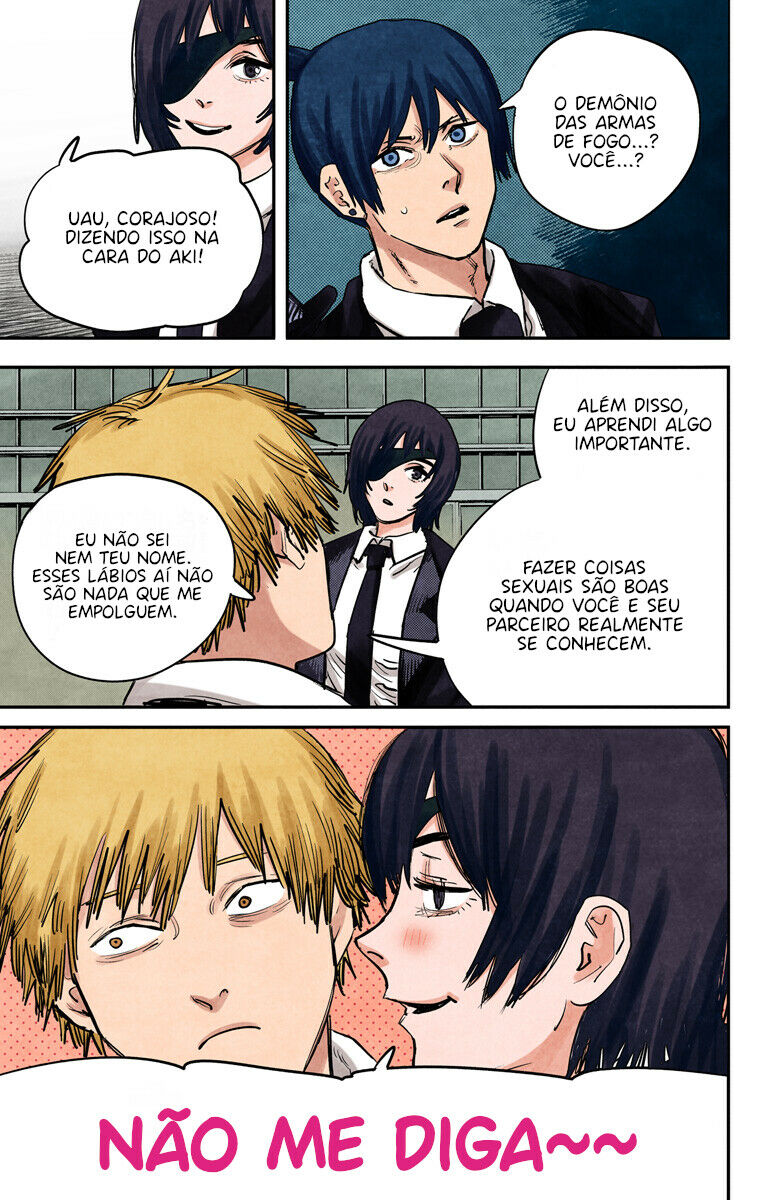 O DEMÔNIO
DAS ARMAS
DE FOGO...?
VOCÊ...?
UAU, CORAJOSO!
DIZENDO ISSO NA
CARA DO AKI!
ALÉM DISSO,
EU APRENDI ALGO
IMPORTANTE.
FAZER COISAS
SEXUAIS SÃO BOAS
QUANDO VOCÊ E SEU
PARCEIRO REALMENTE
SE CONHECEM.
EU NÃO SEI
NEM TEU NOME.
ESSES LÁBIOS AÍ NÃO
SÃO NADA QUE ME
EMPOLGUEM.
NÃO ME DIGA~~